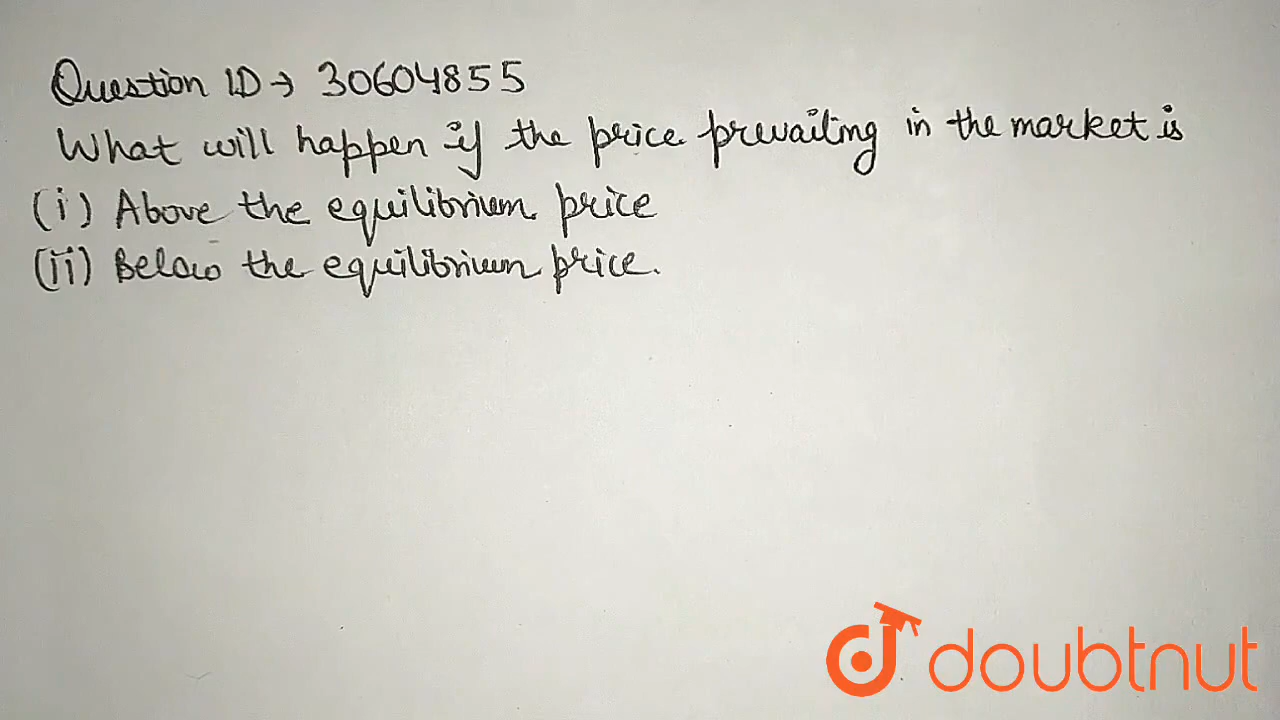 Question ID → 30604855
What will happen if the price prevailing in the market is
(i) Above the equilibrium price
(ii) Below the equilibrium price.
doubtnut